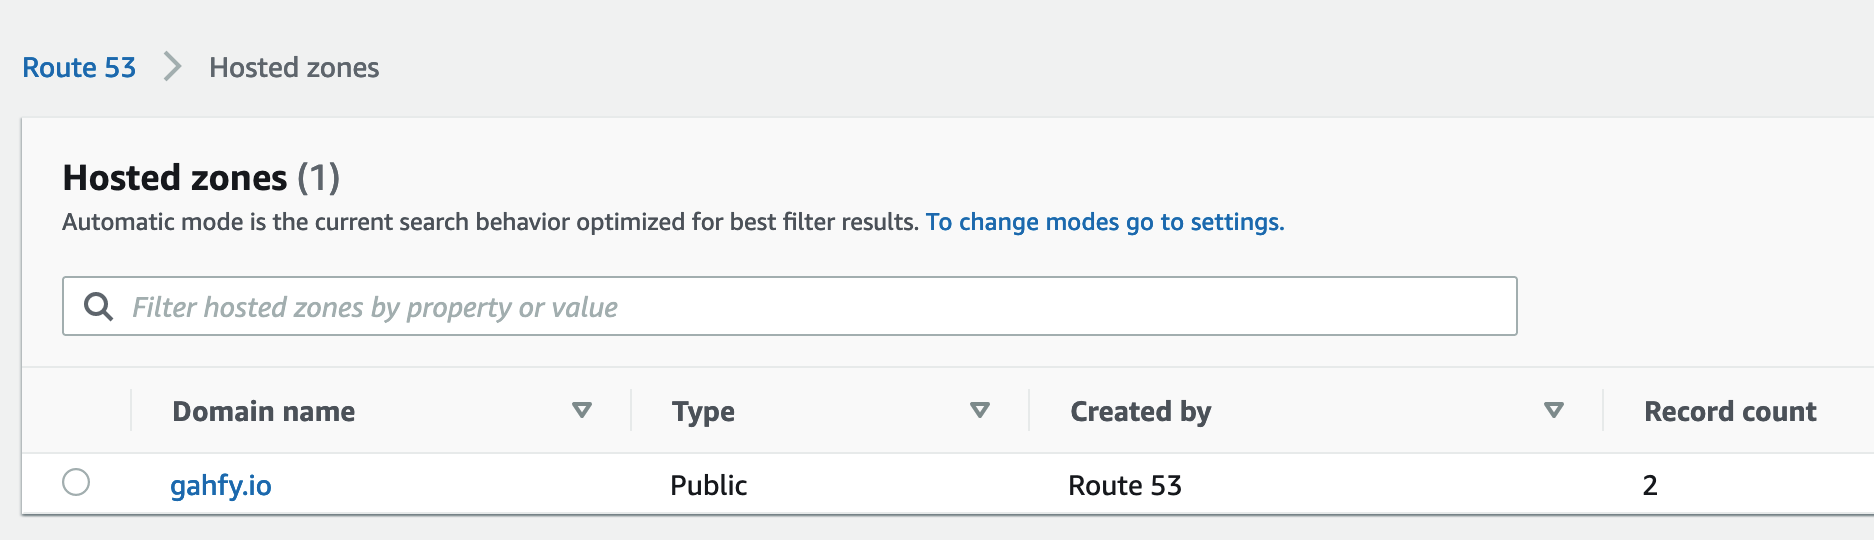 Route 53 Hosted zones
Hosted zones (1)
Automatic mode is the current search behavior optimized for best filter results. To change modes go to settings.
Filter hosted zones by property or value
Domain name Type Created by Record count
gahfy.io Public Route 53 2